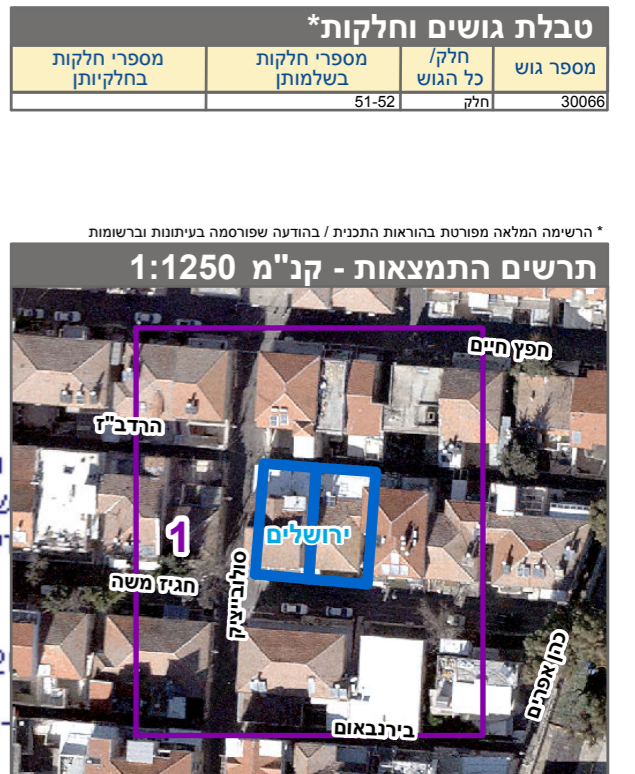 טבלת גושים וחלקות*
מספר גוש חלק/ כל הגוש מספרי חלקות בשלמותן מספרי חלקות בחלקיותן
30066 חלק 51-52
* הרשימה המלאה מפורטת בהוראות התכנית / בהודעה שפורסמה בעיתונות וברשומות
תרשים התמצאות - קנ"מ 1:1250
חפץ חיים
הרדב"ז
1
ירושלים
חגיז משה
סולובייציק
כהן אפרים
בירנבאום